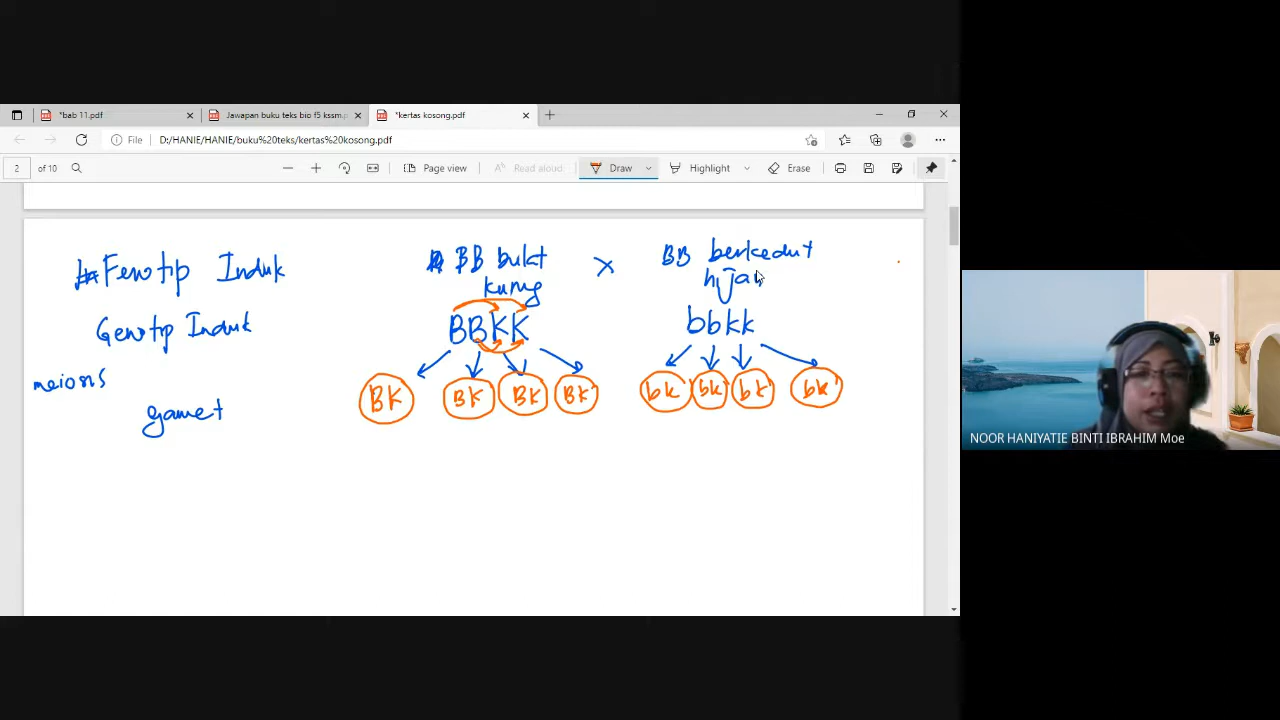 *bab 11.pdf
Jawapan buku teks bio f5 kssm.p
*kertas kosong.pdf
File
D:/HANIE/HANIE/buku%20teks/kertas%20kosong.pdf
2 of 10
Page view
Read aloud
Draw
Highlight
Erase
Fenotip Induk
BB bulat
kuning
X
BB berkedut
hijau
Genotip Induk
BBKK
bbkk
meiosis
gamet
BK BK BK BK
bk bk bk bk
NOOR HANIYATIE BINTI IBRAHIM Moe